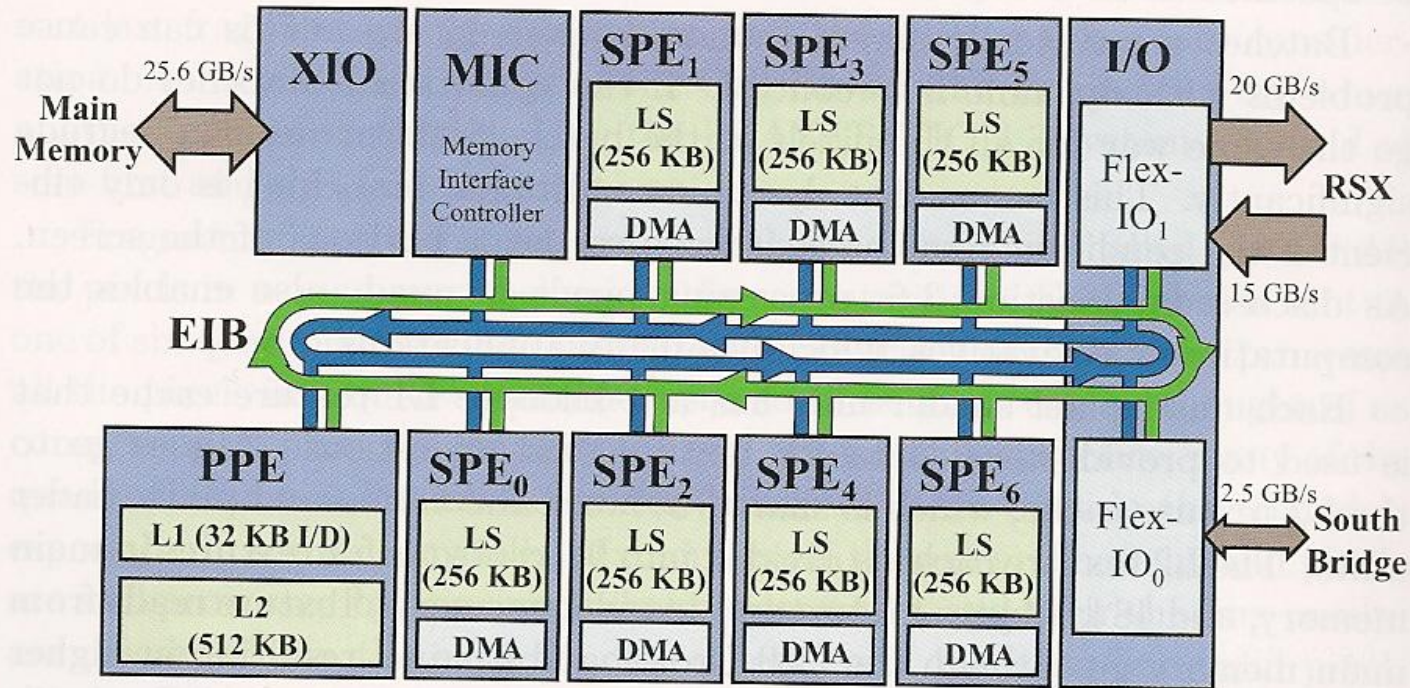 25.6 GB/s
Main
Memory
XIO
MIC
Memory
Interface
Controller
SPE1
LS
(256 KB)
DMA
SPE3
LS
(256 KB)
DMA
SPE5
LS
(256 KB)
DMA
I/O
Flex-
IO1
20 GB/s
RSX
15 GB/s
EIB
PPE
L1 (32 KB I/D)
L2
(512 KB)
SPE0
LS
(256 KB)
DMA
SPE2
LS
(256 KB)
DMA
SPE4
LS
(256 KB)
DMA
SPE6
LS
(256 KB)
DMA
Flex-
IO0
2.5 GB/s
South
Bridge